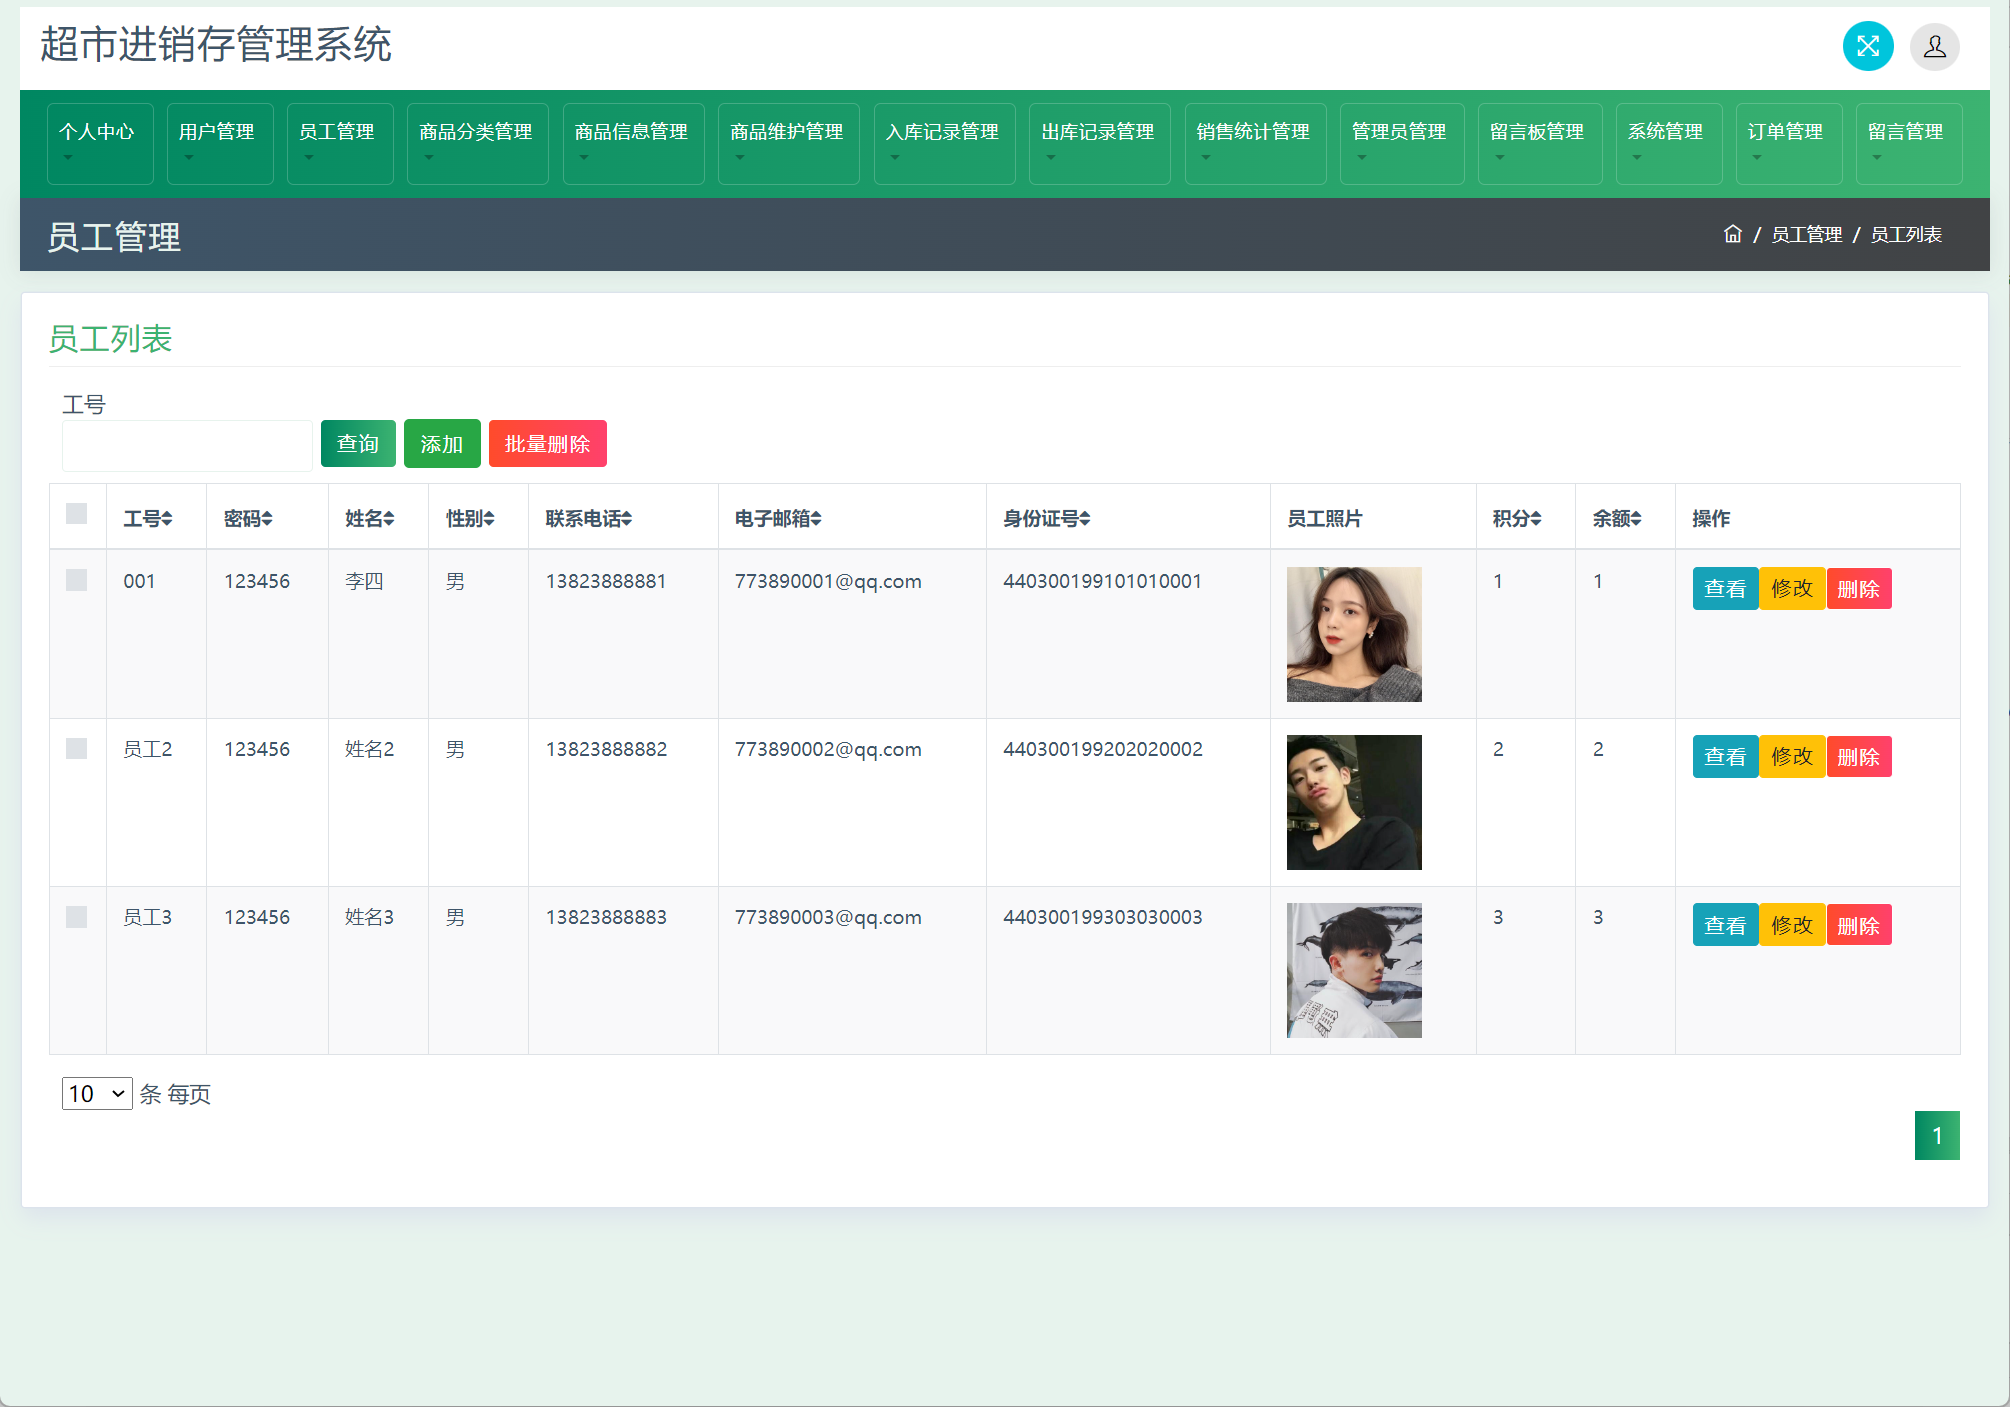 超市进销存管理系统
个人中心 用户管理 员工管理 商品分类管理 商品信息管理 商品维护管理 入库记录管理 出库记录管理 销售统计管理 管理员管理 留言板管理 系统管理 订单管理 留言管理
员工管理 / 员工管理 / 员工列表
员工列表
工号
查询 添加 批量删除
工号 密码 姓名 性别 联系电话 电子邮箱 身份证号 员工照片 积分 余额 操作
001 123456 李四 男 13823888881 773890001@qq.com 440300199101010001 1 1 查看 修改 删除
员工2 123456 姓名2 男 13823888882 773890002@qq.com 440300199202020002 2 2 查看 修改 删除
员工3 123456 姓名3 男 13823888883 773890003@qq.com 440300199303030003 3 3 查看 修改 删除
10 条 每页
1